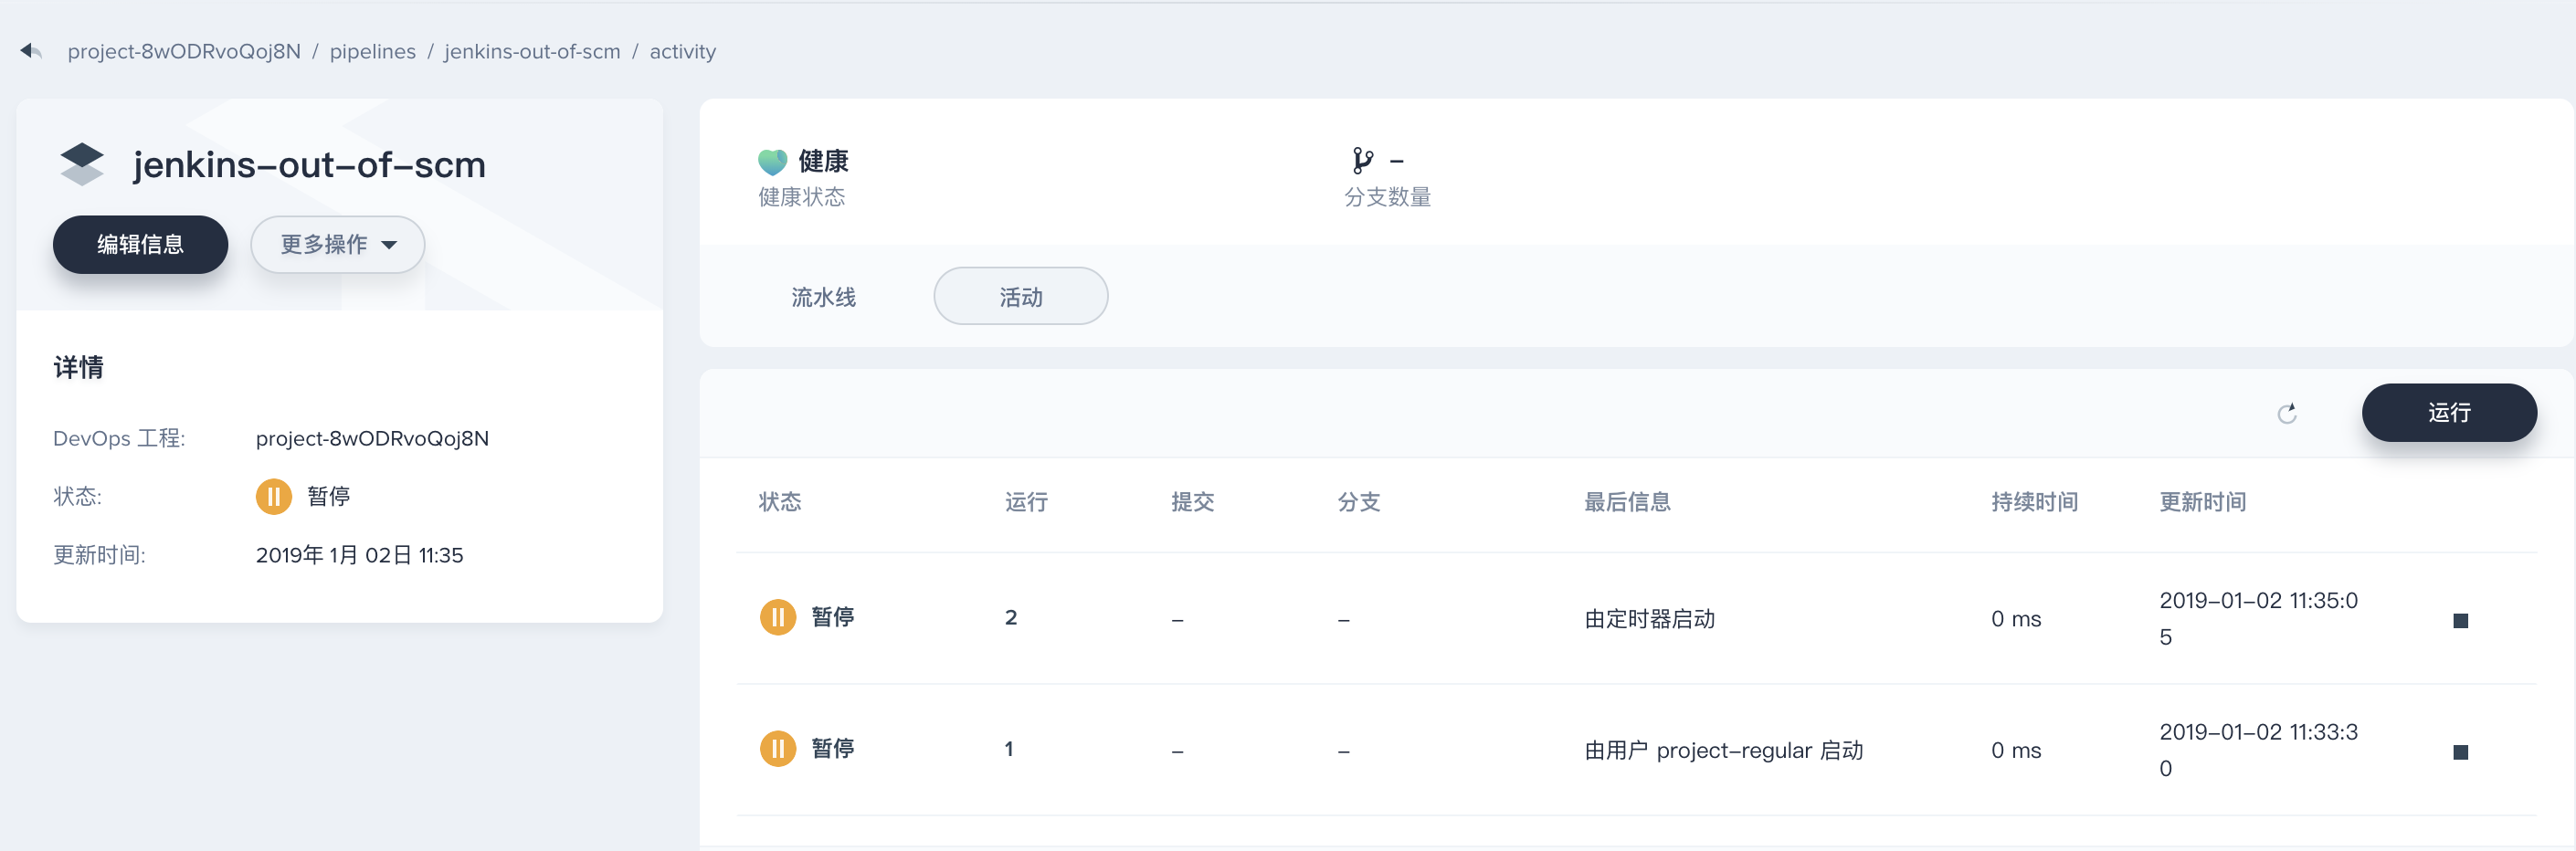 project-8wODRvoQoj8N / pipelines / jenkins-out-of-scm / activity
jenkins-out-of-scm
编辑信息 更多操作
详情
DevOps 工程: project-8wODRvoQoj8N
状态: 暂停
更新时间: 2019年 1月 02日 11:35
健康 –
健康状态 分支数量
流水线 活动
运行
状态 运行 提交 分支 最后信息 持续时间 更新时间
暂停 2 – – 由定时器启动 0 ms 2019-01-02 11:35:0
5
暂停 1 – – 由用户 project-regular 启动 0 ms 2019-01-02 11:33:3
0